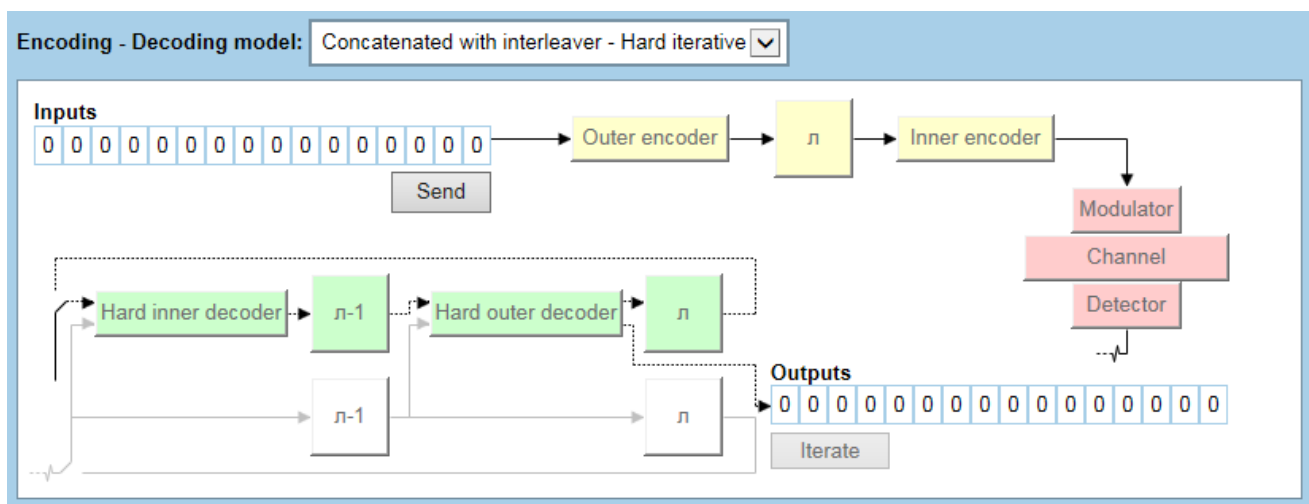 Encoding - Decoding model: Concatenated with interleaver - Hard iterative
Inputs
0 0 0 0 0 0 0 0 0 0 0 0 0 0 0 0
Outer encoder
л
Inner encoder
Send
Modulator
Channel
Detector
Hard inner decoder
л-1
Hard outer decoder
л
Outputs
0 0 0 0 0 0 0 0 0 0 0 0 0 0 0 0
л-1
л
Iterate